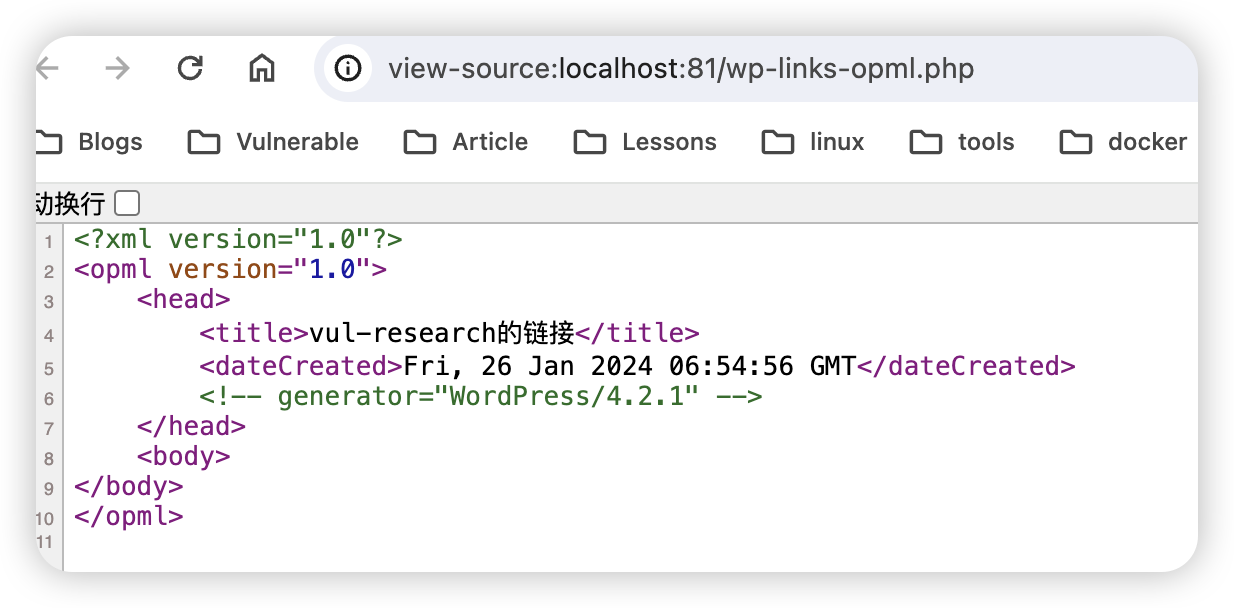 view-source:localhost:81/wp-links-opml.php
Blogs Vulnerable Article Lessons linux tools docker
动换行
1 <?xml version="1.0"?>
2 <opml version="1.0">
3 <head>
4 <title>vul-research的链接</title>
5 <dateCreated>Fri, 26 Jan 2024 06:54:56 GMT</dateCreated>
6 <!-- generator="WordPress/4.2.1" -->
7 </head>
8 <body>
9 </body>
10 </opml>
11